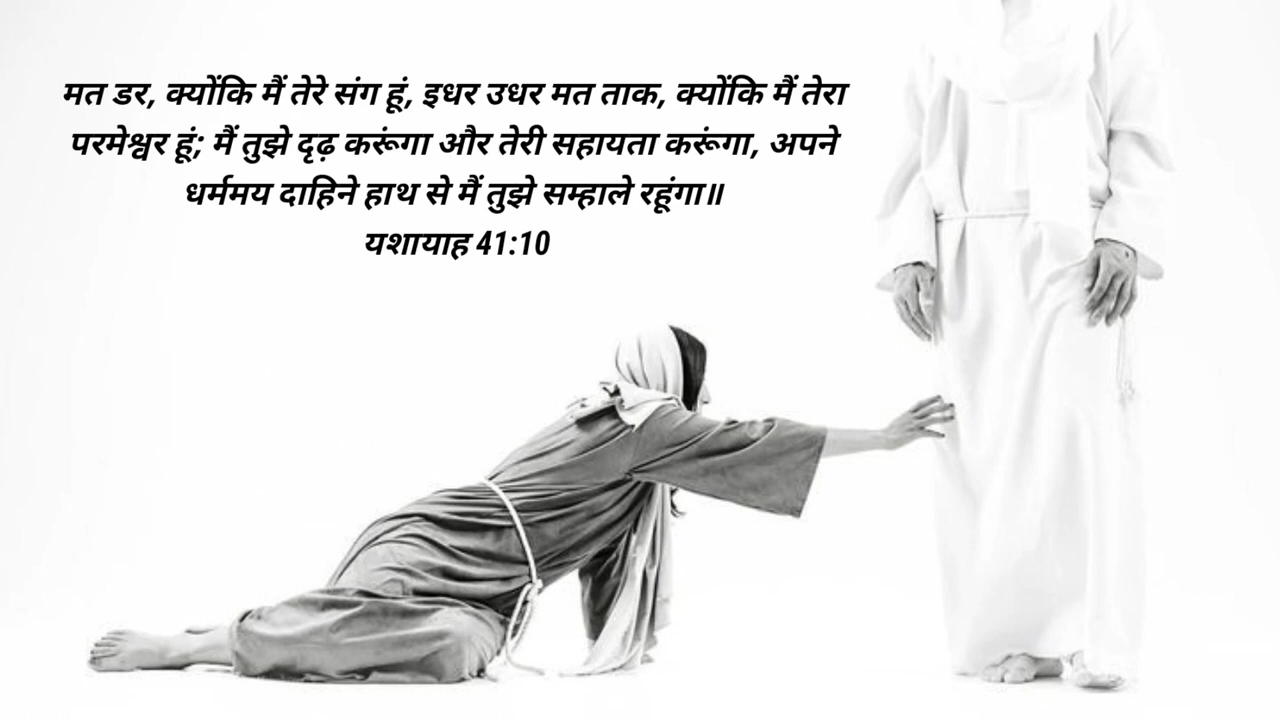 मत डर, क्योंकि मैं तेरे संग हूं, इधर उधर मत ताक, क्योंकि मैं तेरा
परमेश्वर हूं; मैं तुझे दृढ़ करूंगा और तेरी सहायता करूंगा, अपने
धर्ममय दाहिने हाथ से मैं तुझे सम्हाले रहूंगा॥
यशायाह 41:10